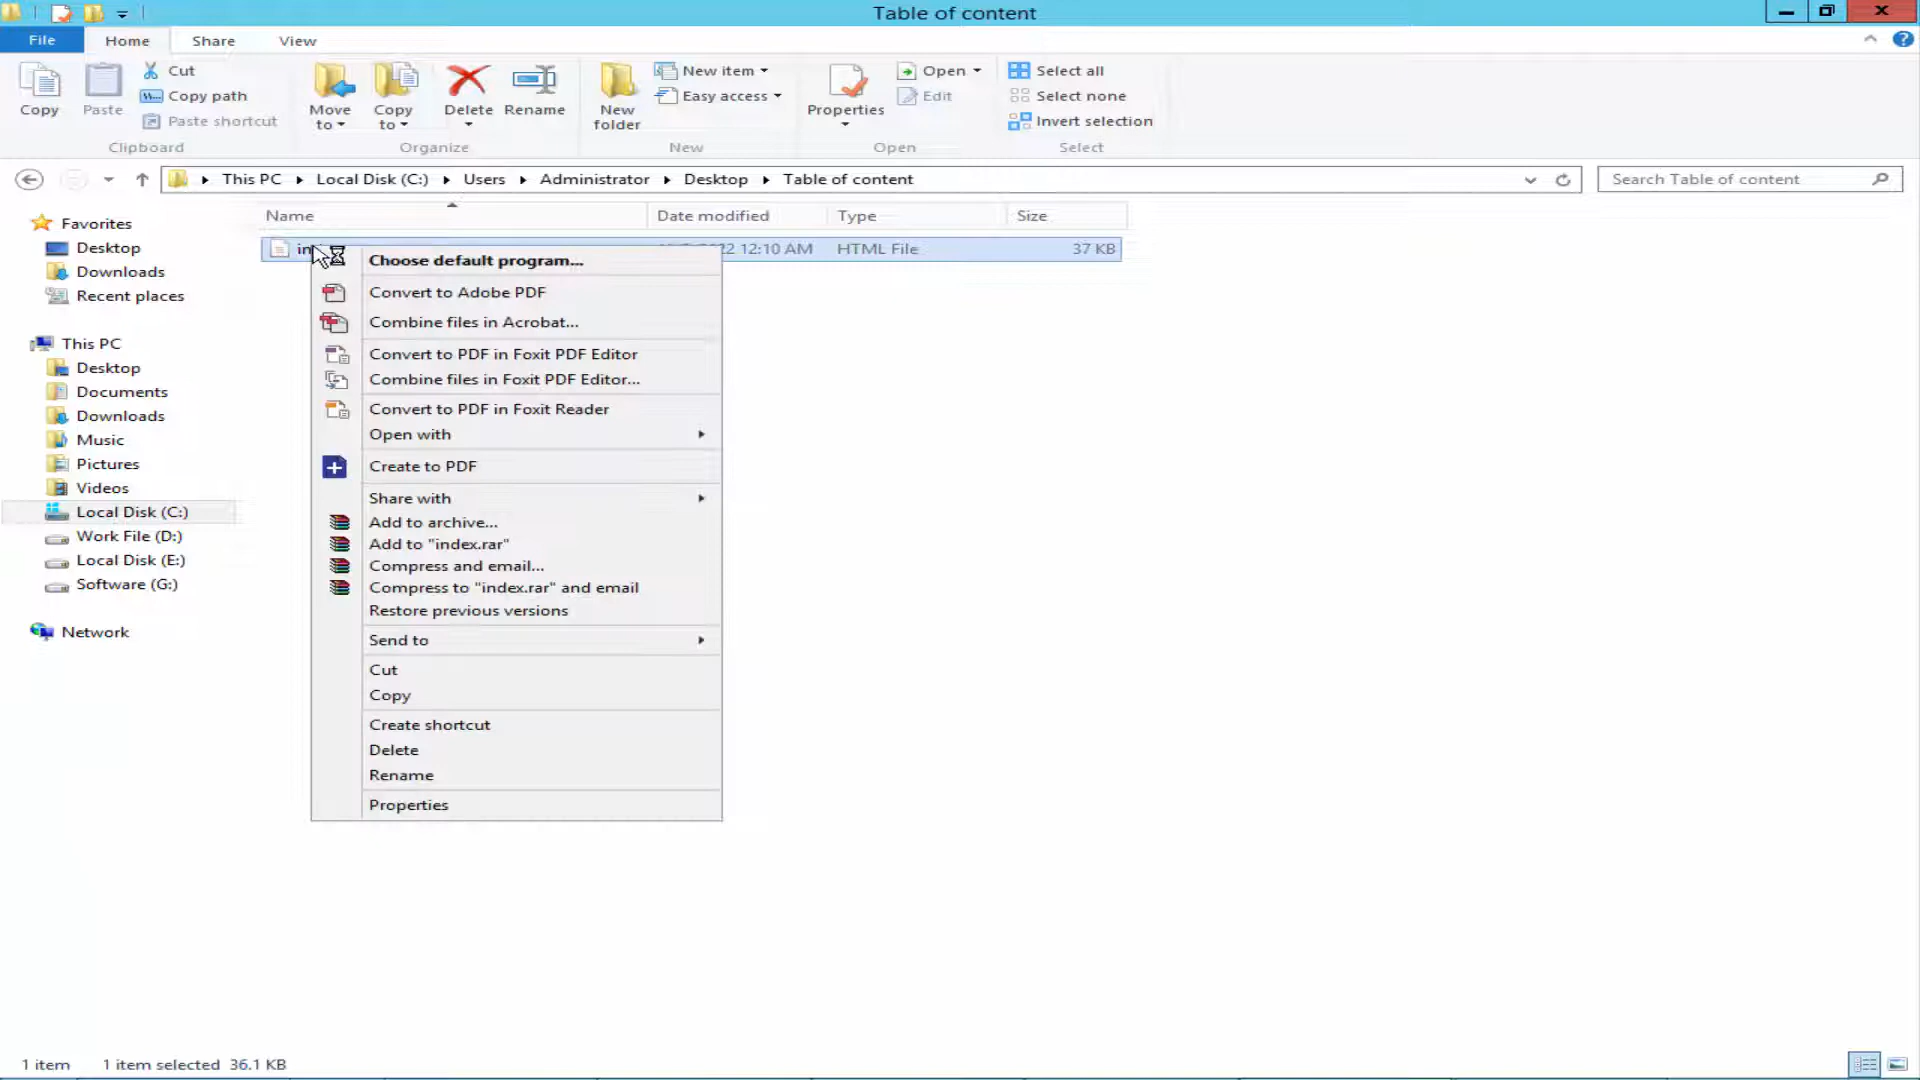 Table of content
File Home Share View
Copy
Paste
Cut
Copy path
Paste shortcut
Clipboard
Move to
Copy to
Delete
Rename
Organize
New folder
New item
Easy access
New
Properties
Open
Edit
Open
Select all
Select none
Invert selection
Select
This PC Local Disk (C:) Users Administrator Desktop Table of content
Search Table of content
Name Date modified Type Size
22 12:10 AM HTML File 37 KB
Favorites
Desktop
Downloads
Recent places
This PC
Desktop
Documents
Downloads
Music
Pictures
Videos
Local Disk (C:)
Work File (D:)
Local Disk (E:)
Software (G:)
Network
Choose default program...
Convert to Adobe PDF
Combine files in Acrobat...
Convert to PDF in Foxit PDF Editor
Combine files in Foxit PDF Editor...
Convert to PDF in Foxit Reader
Open with
Create to PDF
Share with
Add to archive...
Add to "index.rar"
Compress and email...
Compress to "index.rar" and email
Restore previous versions
Send to
Cut
Copy
Create shortcut
Delete
Rename
Properties
1 item 1 item selected 36.1 KB